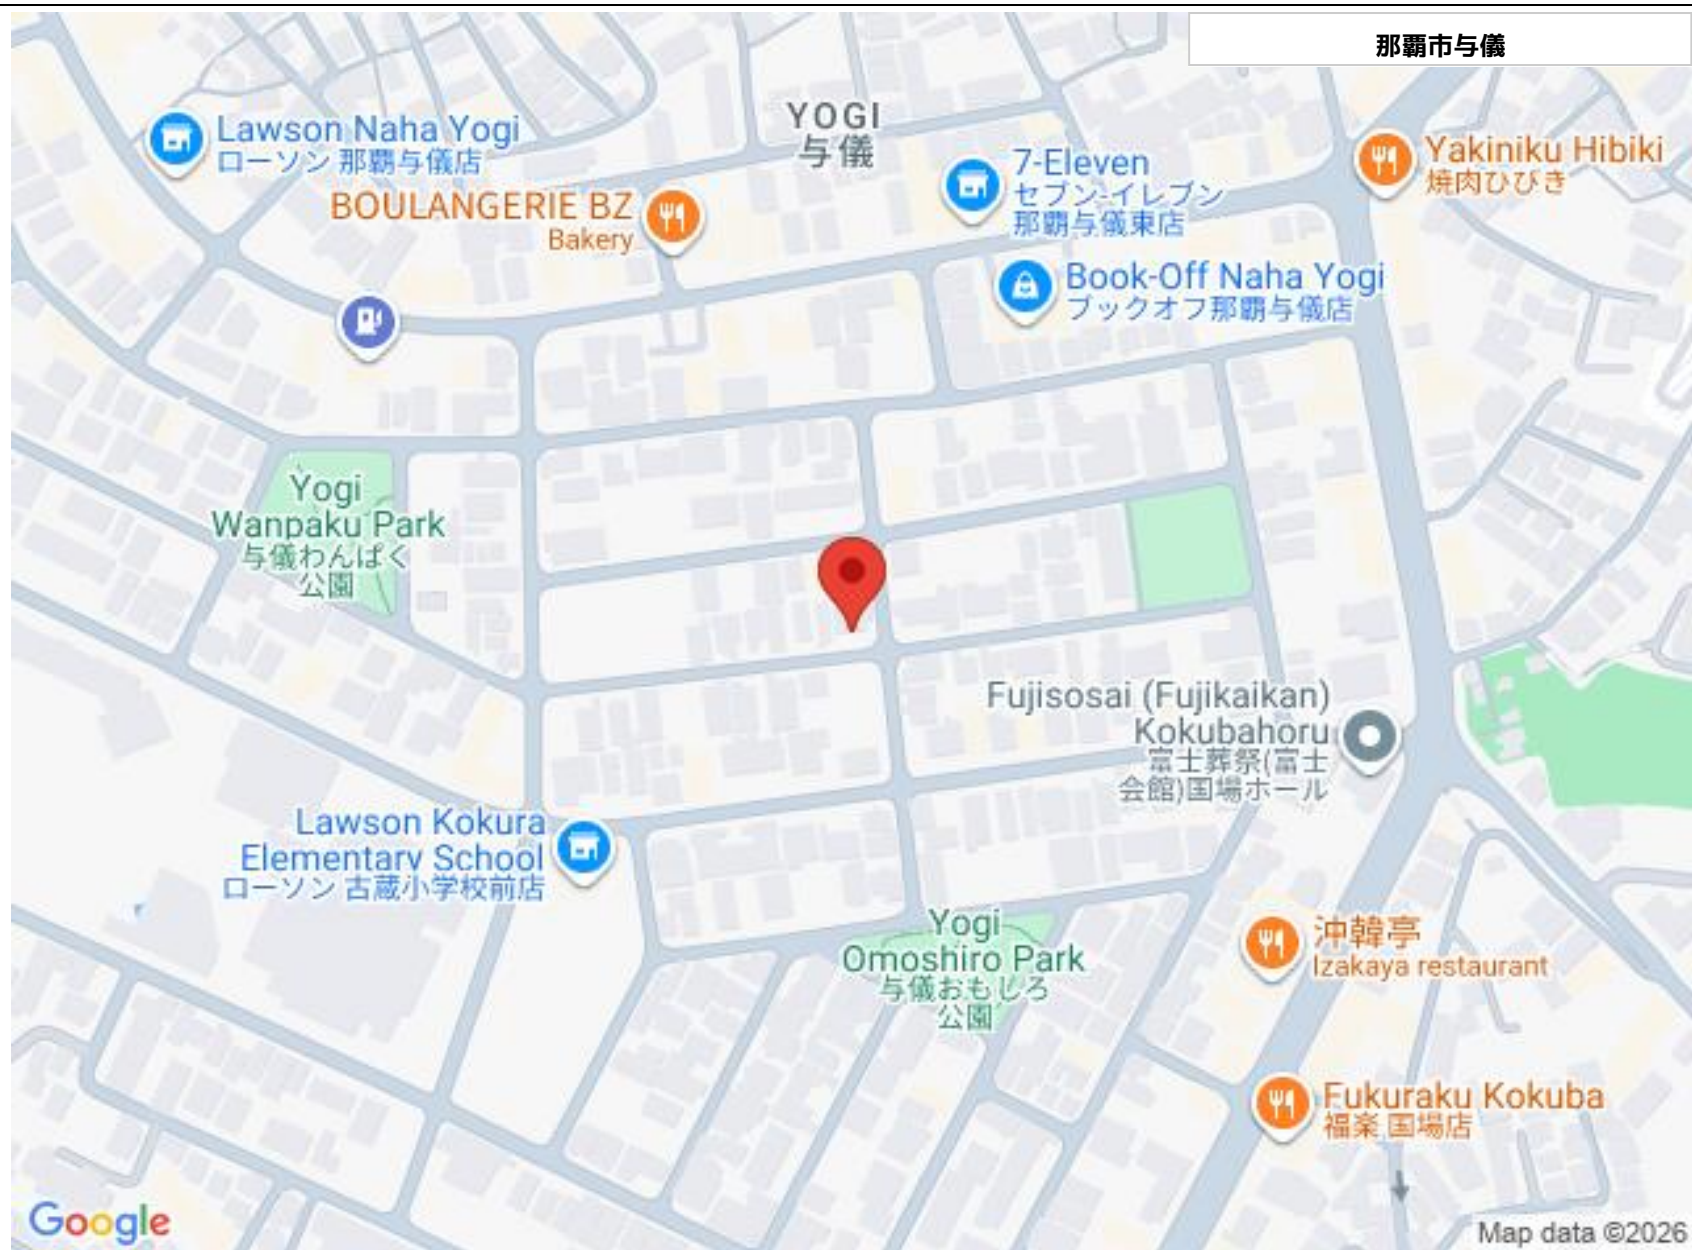 那覇市与儀
YOGI
与儀
Lawson Naha Yogi
ローソン 那覇与儀店
7-Eleven
セブン-イレブン
那覇与儀東店
Yakiniku Hibiki
焼肉ひびき
BOULANGERIE BZ
Bakery
Book-Off Naha Yogi
ブックオフ那覇与儀店
Yogi
Wanpaku Park
与儀わんぱく
公園
Fujisosai (Fujikaikan)
Kokubahoru
富士葬祭(富士
会館)国場ホール
Lawson Kokura
Elementary School
ローソン 古蔵小学校前店
Yogi
Omoshiro Park
与儀おもしろ
公園
沖韓亭
Izakaya restaurant
Fukuraku Kokuba
福楽 国場店
Google
Map data ©2026